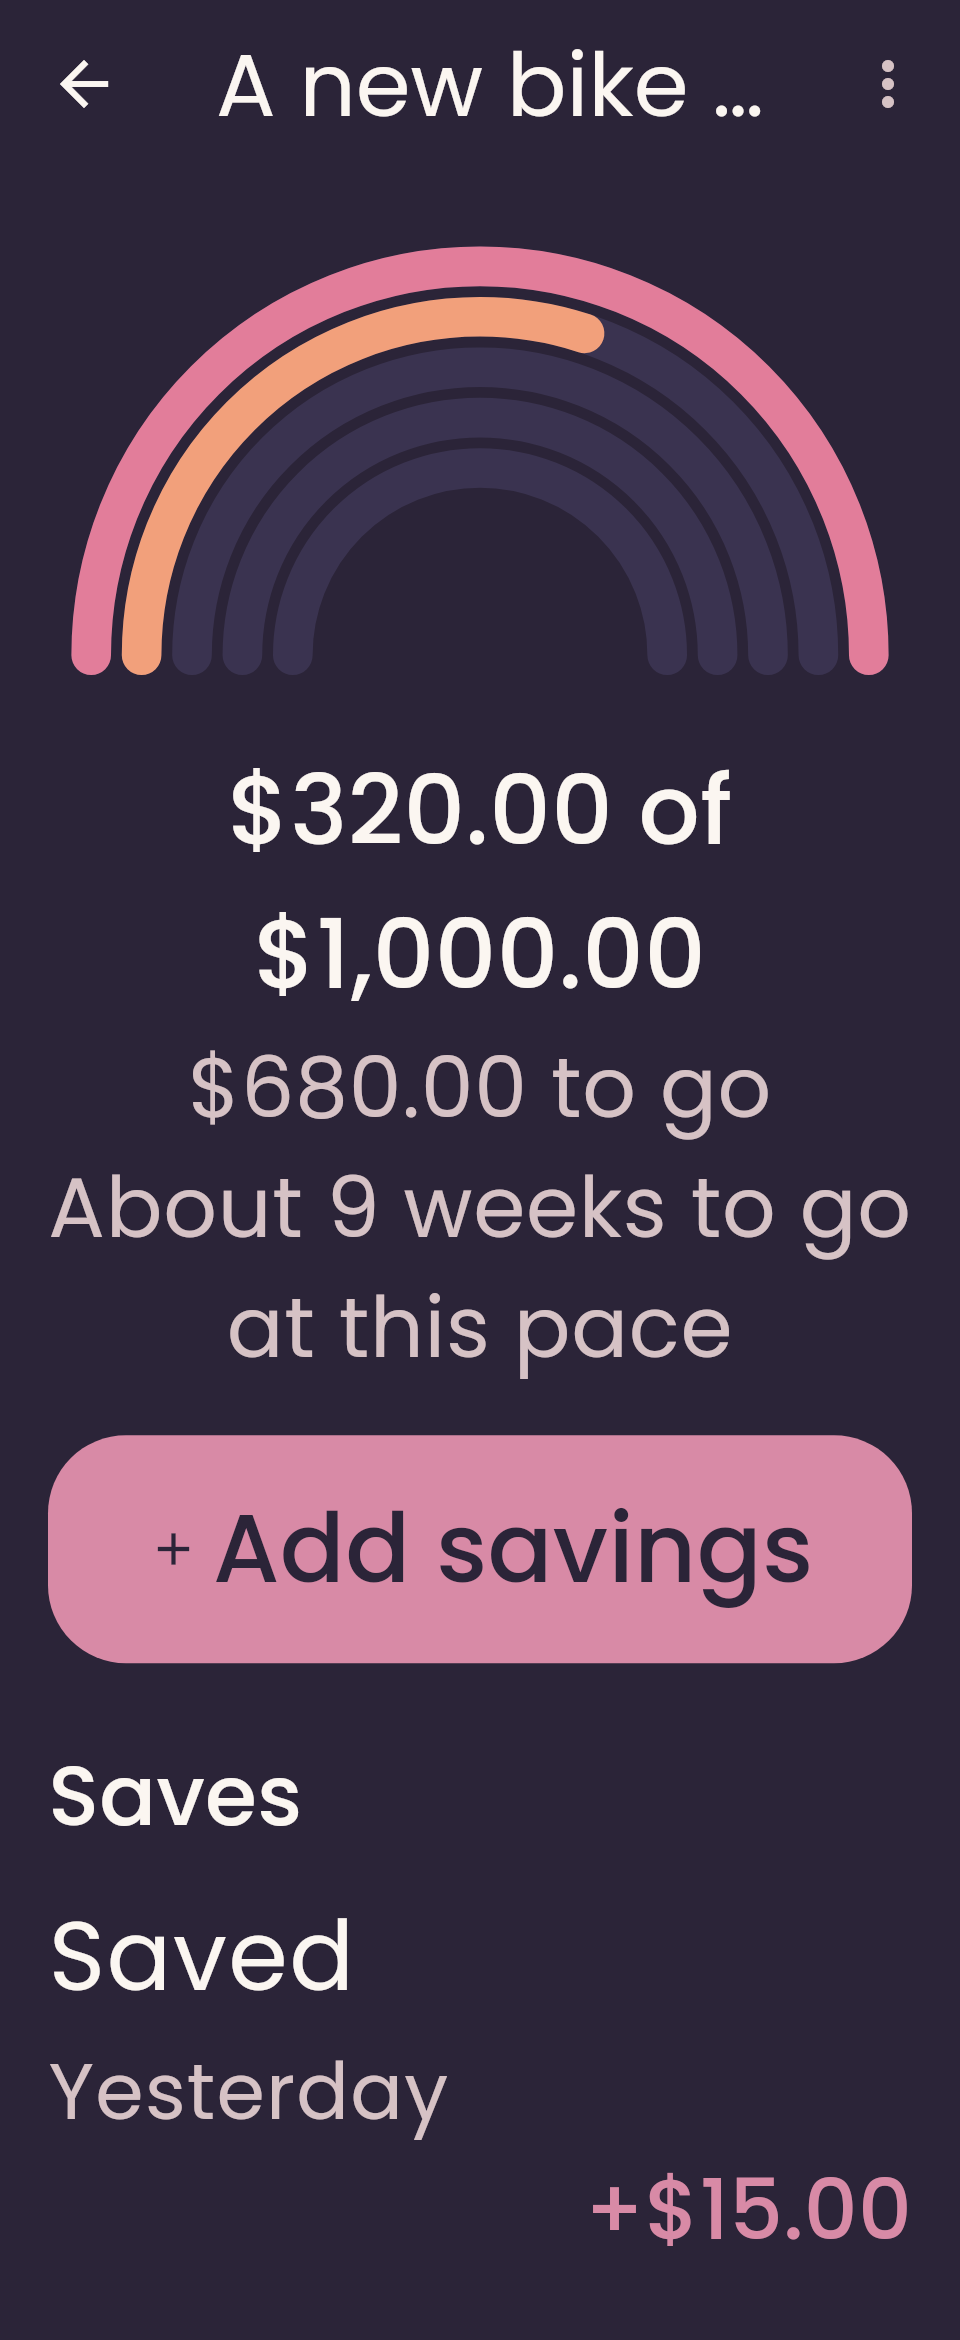 A new bike ...
$320.00 of
$1,000.00
$680.00 to go
About 9 weeks to go
at this pace
+ Add savings
Saves
Saved
Yesterday
+$15.00